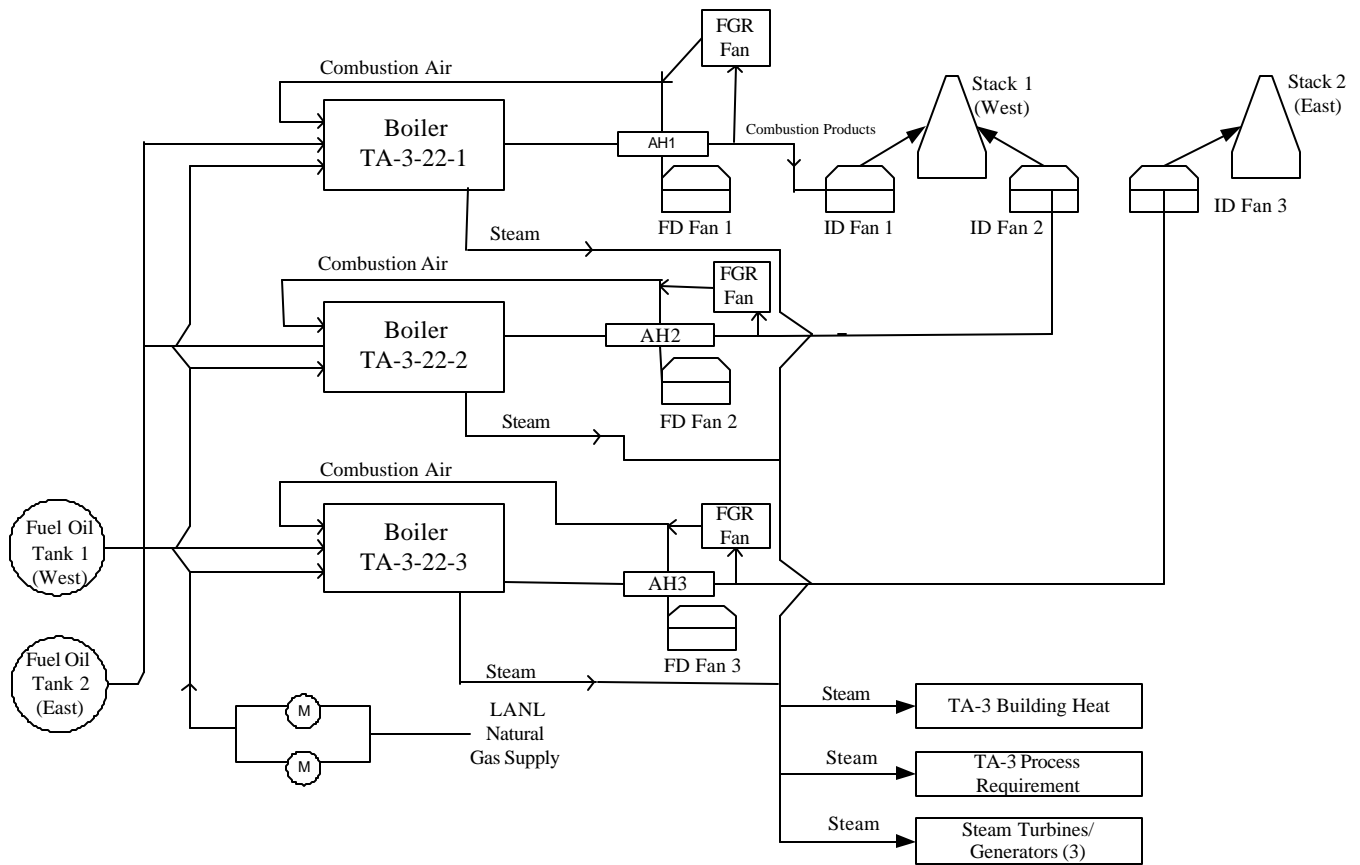 FGR
Fan
Combustion Air
Stack 1
(West)
Stack 2
(East)
Boiler
TA-3-22-1
AH1
Combustion Products
FD Fan 1
ID Fan 1
ID Fan 2
ID Fan 3
Steam
Combustion Air
FGR
Fan
Boiler
TA-3-22-2
AH2
FD Fan 2
Steam
Combustion Air
FGR
Fan
Boiler
TA-3-22-3
AH3
FD Fan 3
Steam
Fuel Oil
Tank 1
(West)
Fuel Oil
Tank 2
(East)
M
M
LANL
Natural
Gas Supply
Steam
TA-3 Building Heat
Steam
TA-3 Process
Requirement
Steam
Steam Turbines/
Generators (3)